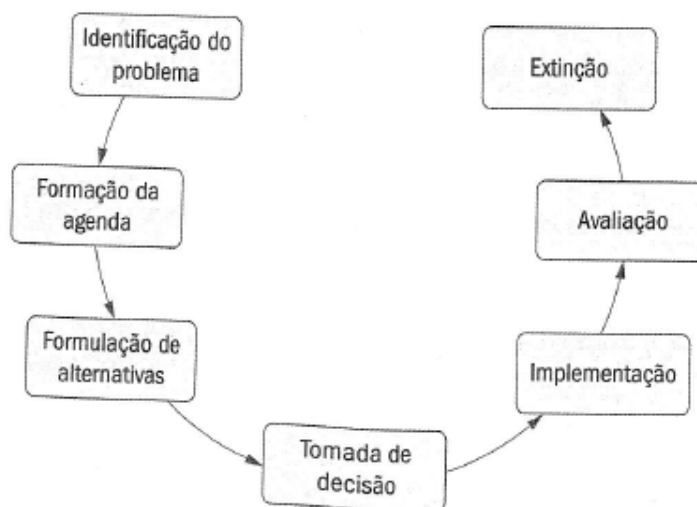 Identificação do
problema
Formação da
agenda
Formulação de
alternativas
Tomada de
decisão
Implementação
Avaliação
Extinção